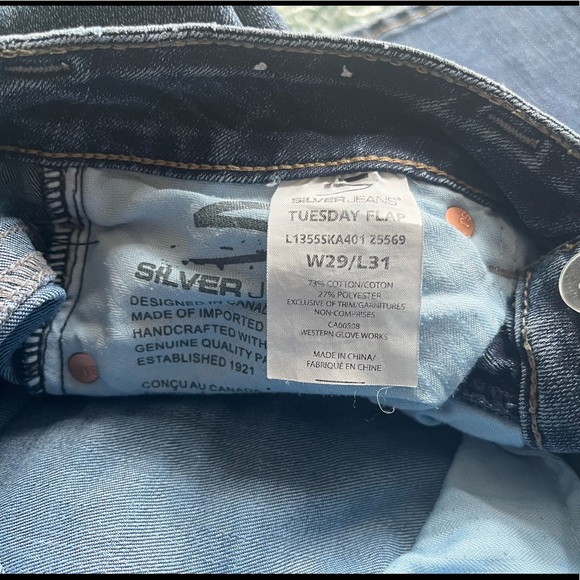 SILVERJEANS®
TUESDAY FLAP
L1355SKA401 25569
W29/L31
73% COTTON/COTON
27% POLYESTER
EXCLUSIVE OF TRIM/GARNITURES
NON-COMPRISES
CA00508
WESTERN GLOVE WORKS
MADE IN CHINA/
FABRIQUÉ EN CHINE
SILVER J
DESIGNED IN CANAD
MADE OF IMPORTED
HANDCRAFTED WITH
GENUINE QUALITY PA
ESTABLISHED 1921
CONÇU AU CANADA